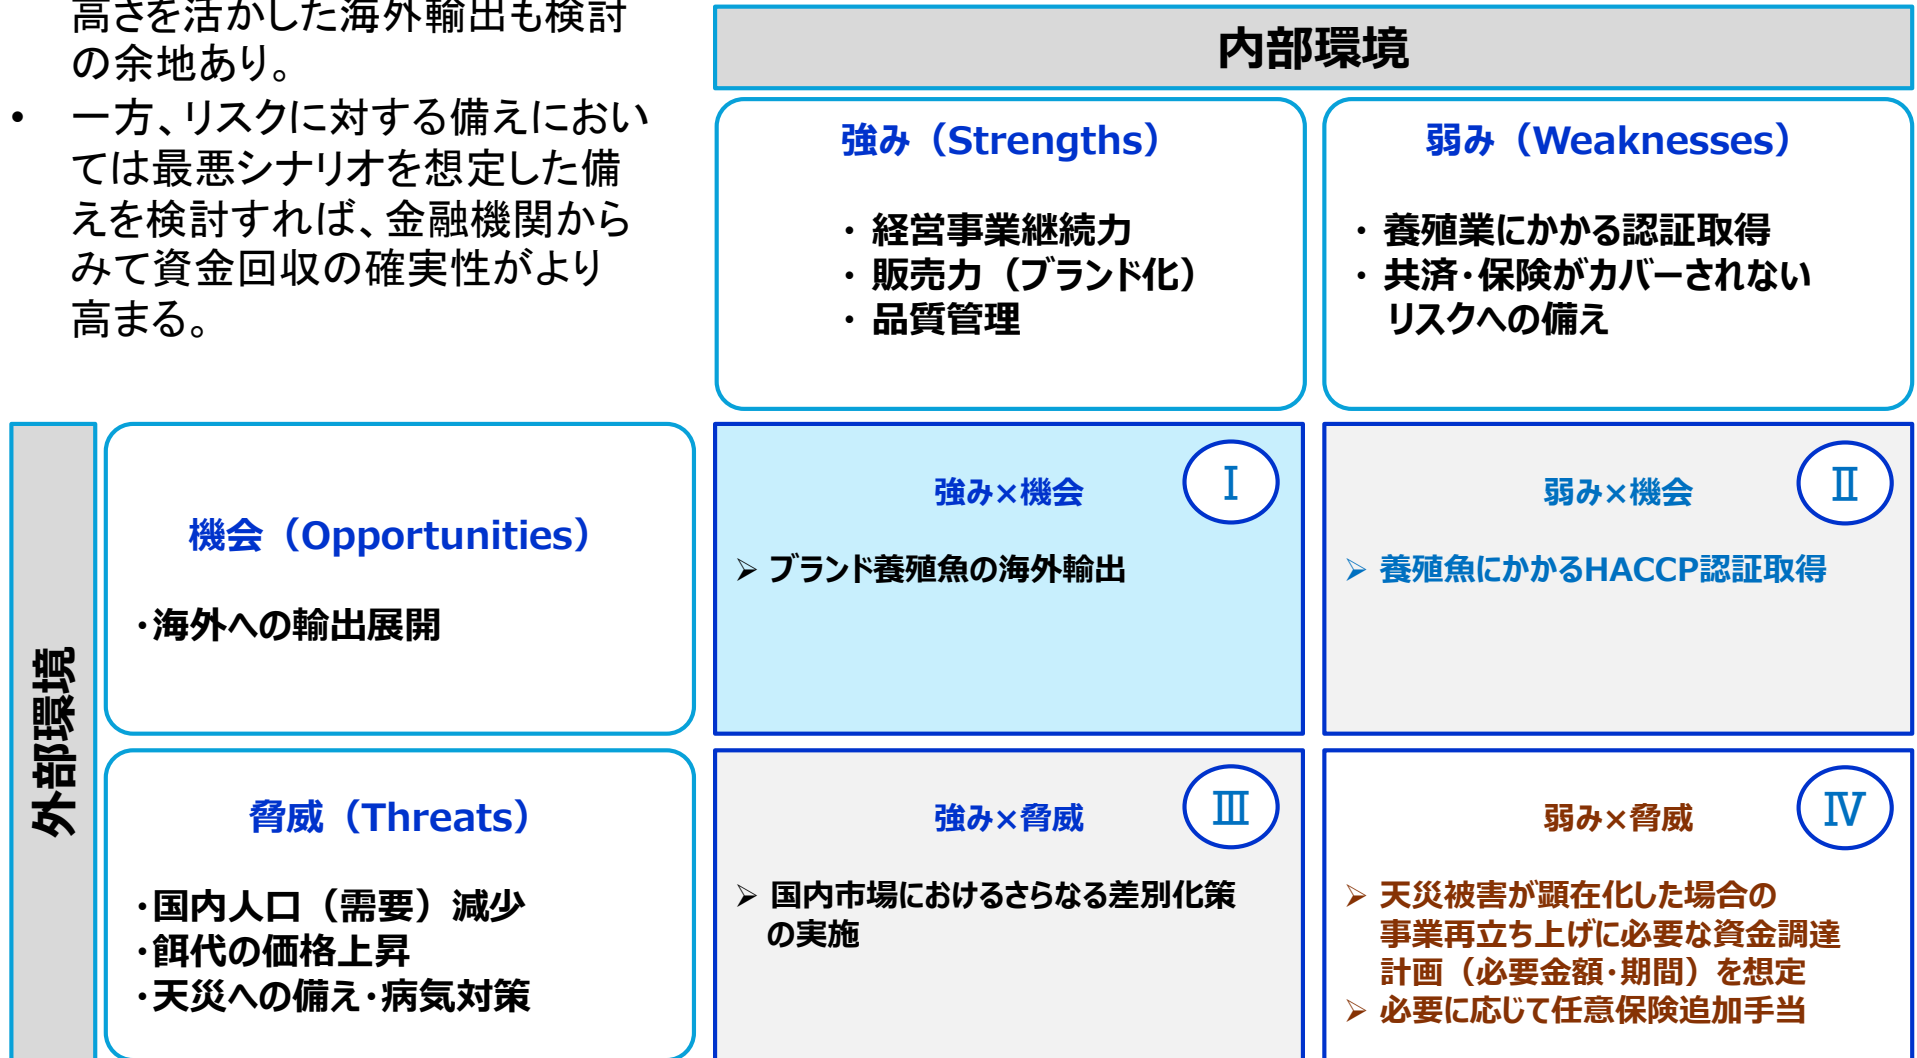 高さを活かした海外輸出も検討
の余地あり。
• 一方、リスクに対する備えにおい
ては最悪シナリオを想定した備
えを検討すれば、金融機関から
みて資金回収の確実性がより
高まる。
内部環境
強み（Strengths）
・ 経営事業継続力
・ 販売力（ブランド化）
・ 品質管理
弱み（Weaknesses）
・ 養殖業にかかる認証取得
・ 共済・保険がカバーされない
リスクへの備え
外部環境
機会（Opportunities）
・海外への輸出展開
強み×機会
Ⅰ
➢ ブランド養殖魚の海外輸出
弱み×機会
Ⅱ
➢ 養殖魚にかかるHACCP認証取得
脅威（Threats）
・国内人口（需要）減少
・餌代の価格上昇
・天災への備え・病気対策
強み×脅威
Ⅲ
➢ 国内市場におけるさらなる差別化策
の実施
弱み×脅威
Ⅳ
➢ 天災被害が顕在化した場合の
事業再立ち上げに必要な資金調達
計画（必要金額・期間）を想定
➢ 必要に応じて任意保険追加手当